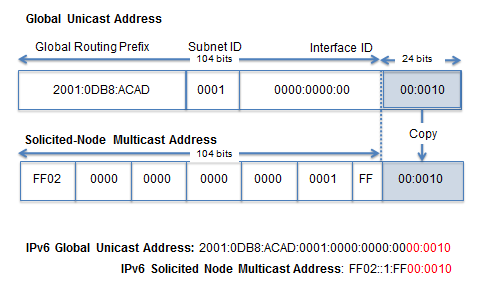 Global Unicast Address
Global Routing Prefix Subnet ID Interface ID
104 bits 24 bits
2001:0DB8:ACAD 0001 0000:0000:00 00:0010
Solicited-Node Multicast Address Copy
104 bits
FF02 0000 0000 0000 0000 0001 FF 00:0010
IPv6 Global Unicast Address: 2001:0DB8:ACAD:0001:0000:0000:0000:0010
IPv6 Solicited Node Multicast Address: FF02::1:FF00:0010